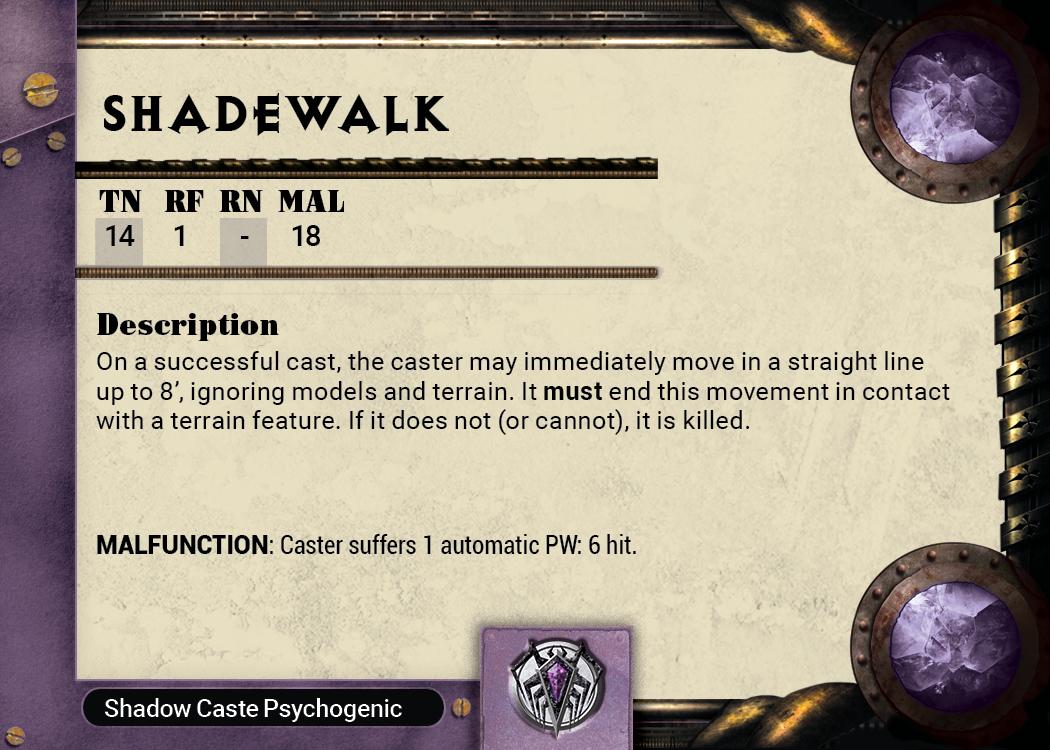 SHADEWALK
TN RF RN MAL
14 1 - 18
Description
On a successful cast, the caster may immediately move in a straight line
up to 8’, ignoring models and terrain. It must end this movement in contact
with a terrain feature. If it does not (or cannot), it is killed.
MALFUNCTION: Caster suffers 1 automatic PW: 6 hit.
Shadow Caste Psychogenic